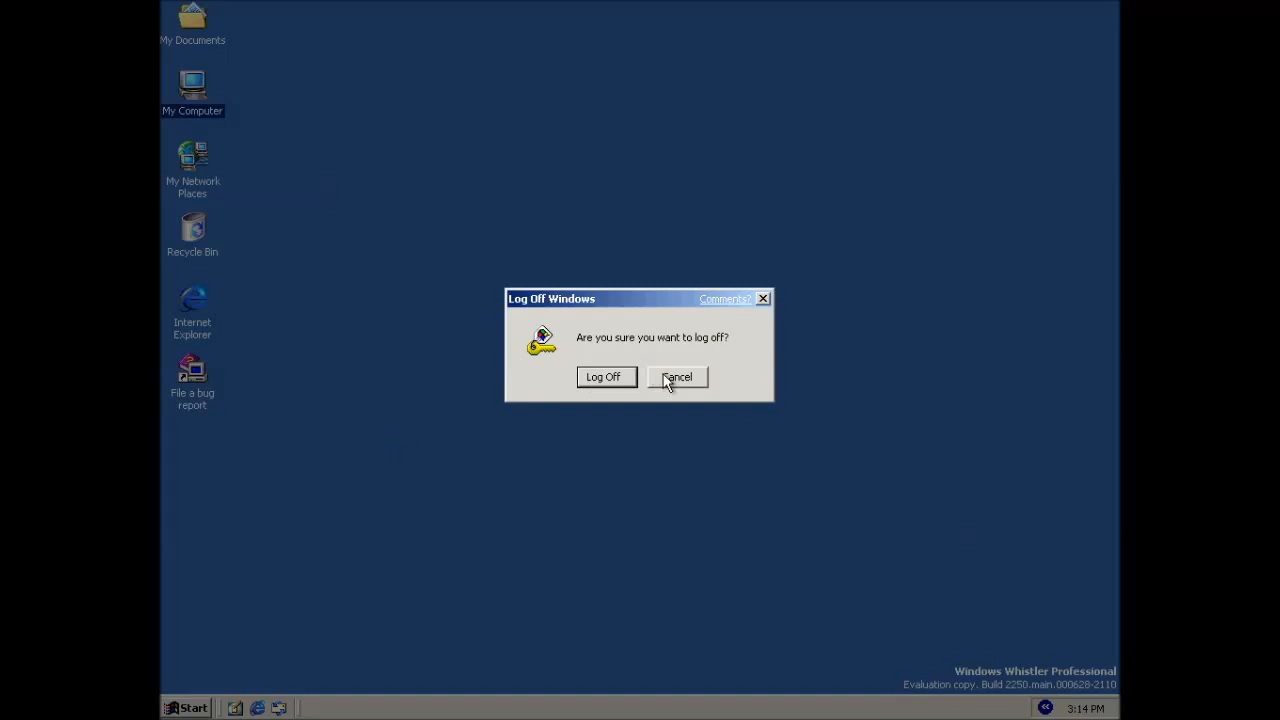 My Documents
My Computer
My Network
Places
Recycle Bin
Internet
Explorer
File a bug
report
Log Off Windows
Comments?
Are you sure you want to log off?
Log Off
Cancel
Windows Whistler Professional
Evaluation copy. Build 2250.main.000628-2110
Start
3:14 PM